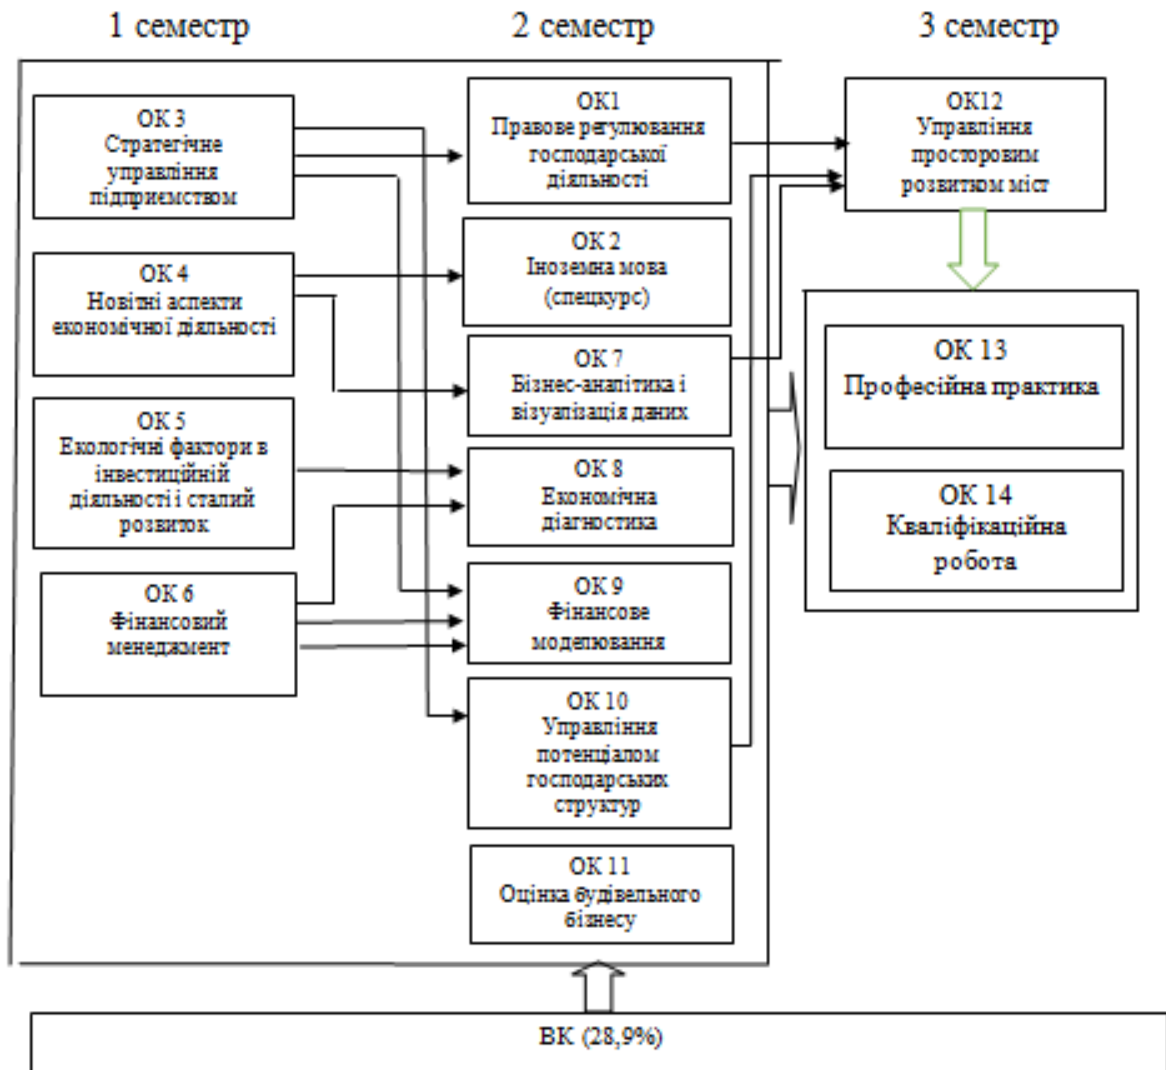 1 семестр
2 семестр
3 семестр
ОК 3
Стратегічне
управління
підприємством
ОК 4
Новітні аспекти
економічної діяльності
ОК 5
Екологічні фактори в
інвестиційній
діяльності і сталий
розвиток
ОК 6
Фінансовий
менеджмент
ОК1
Правове регулювання
господарської
діяльності
ОК 2
Іноземна мова
(спецкурс)
ОК 7
Бізнес-аналітика і
візуалізація даних
ОК 8
Економічна
діагностика
ОК 9
Фінансове
моделювання
ОК 10
Управління
потенціалом
господарських
структур
ОК 11
Оцінка будівельного
бізнесу
ОК12
Управління
просторовим
розвитком міст
ОК 13
Професійна практика
ОК 14
Кваліфікаційна
робота
ВК (28,9%)